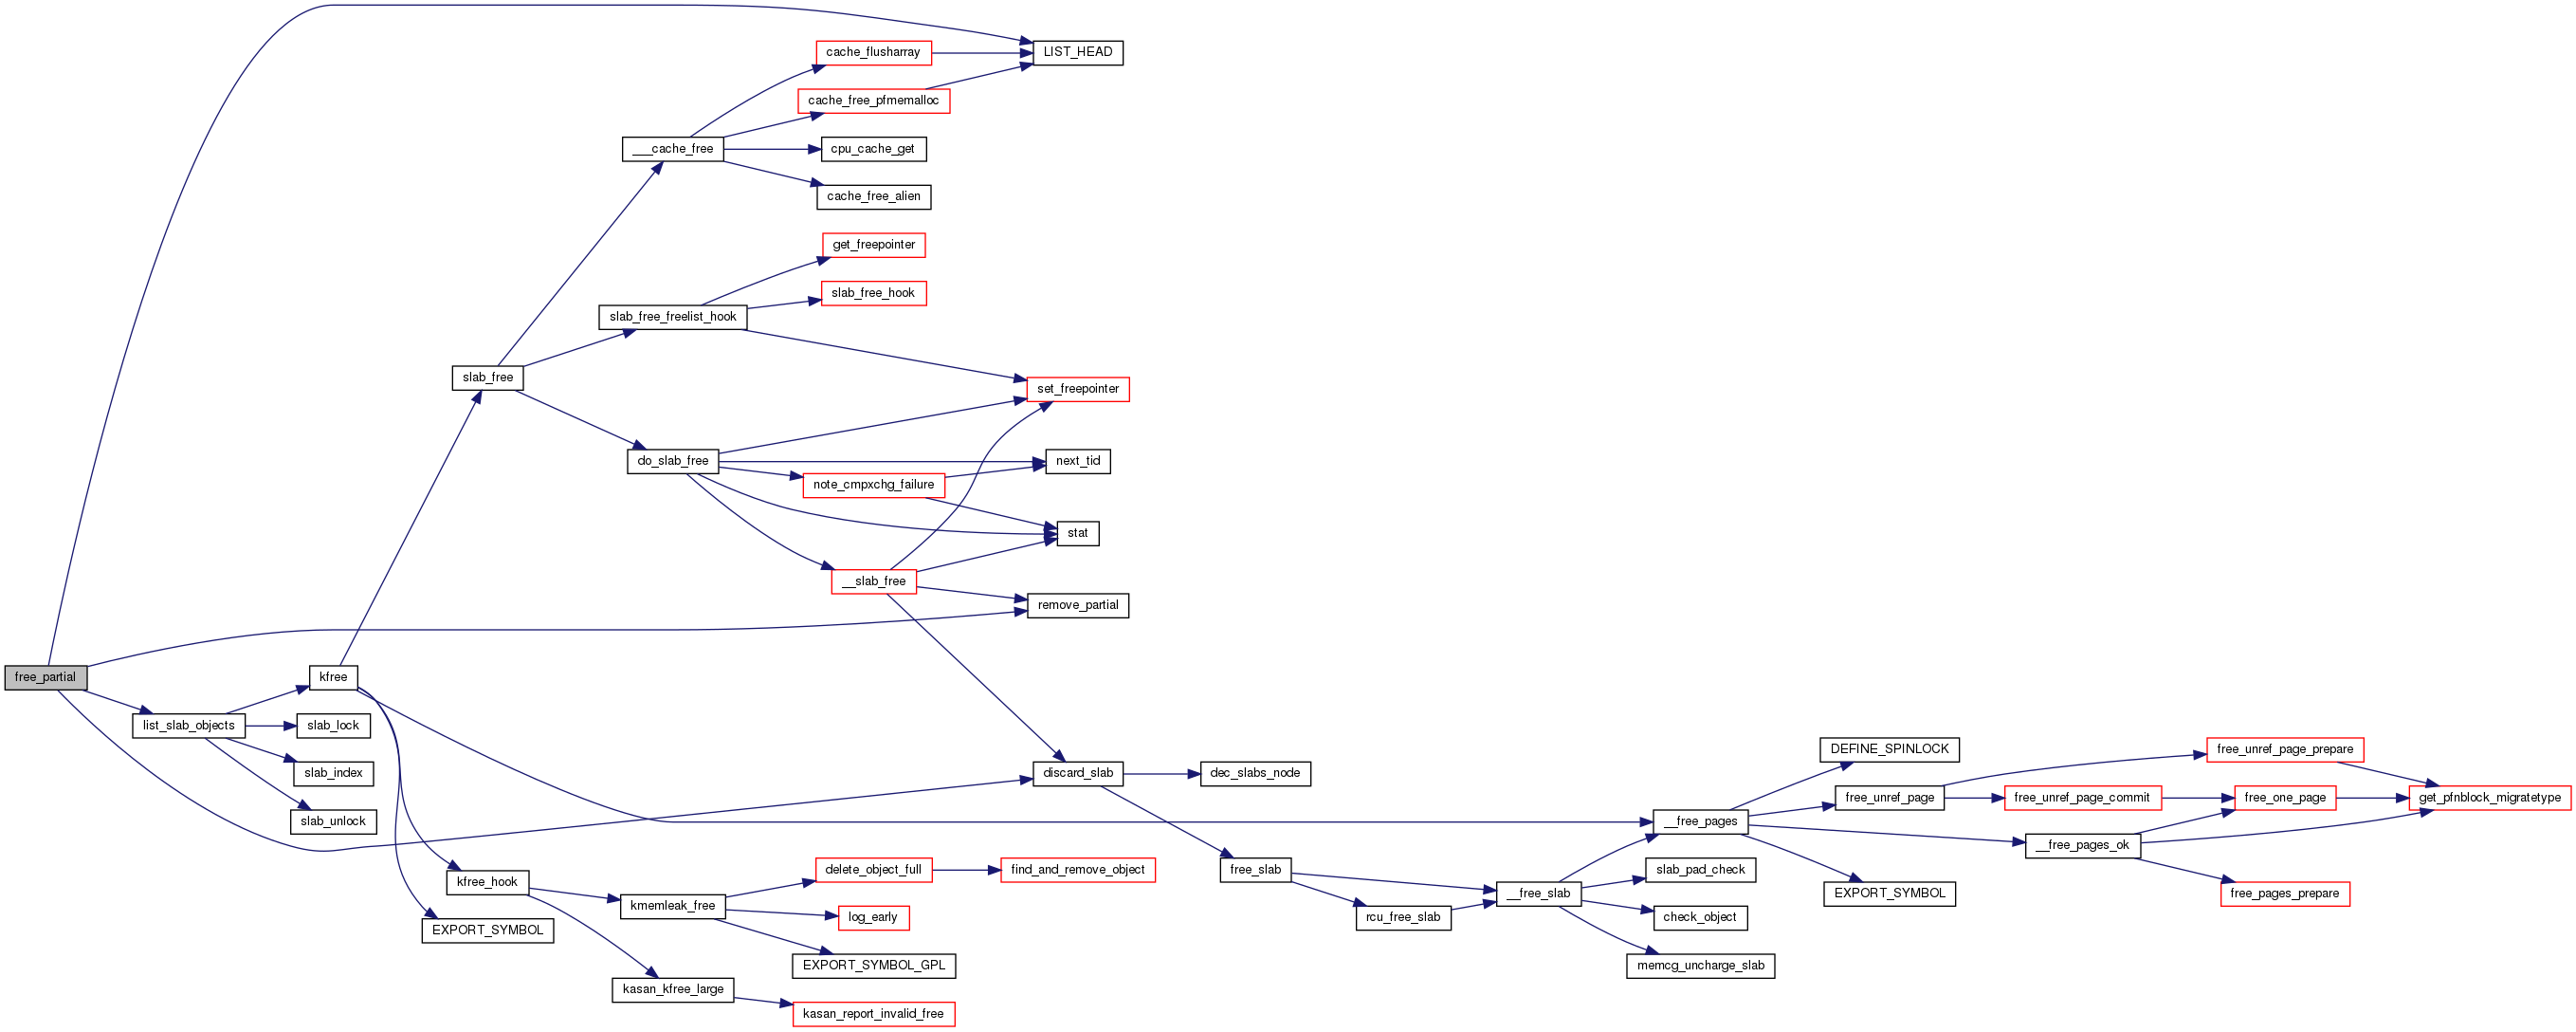 cache_flusharray
LIST_HEAD
cache_free_pfmemalloc
___cache_free
cpu_cache_get
cache_free_alien
get_freepointer
slab_free_hook
slab_free_freelist_hook
slab_free
set_freepointer
do_slab_free
next_tid
note_cmpxchg_failure
stat
__slab_free
remove_partial
free_partial
kfree
list_slab_objects
slab_lock
slab_index
slab_unlock
discard_slab
dec_slabs_node
DEFINE_SPINLOCK
free_unref_page_prepare
free_unref_page
free_unref_page_commit
free_one_page
get_pfnblock_migratetype
__free_pages
__free_pages_ok
free_slab
slab_pad_check
kfree_hook
delete_object_full
find_and_remove_object
__free_slab
EXPORT_SYMBOL
free_pages_prepare
kmemleak_free
log_early
rcu_free_slab
check_object
EXPORT_SYMBOL
EXPORT_SYMBOL_GPL
memcg_uncharge_slab
kasan_kfree_large
kasan_report_invalid_free